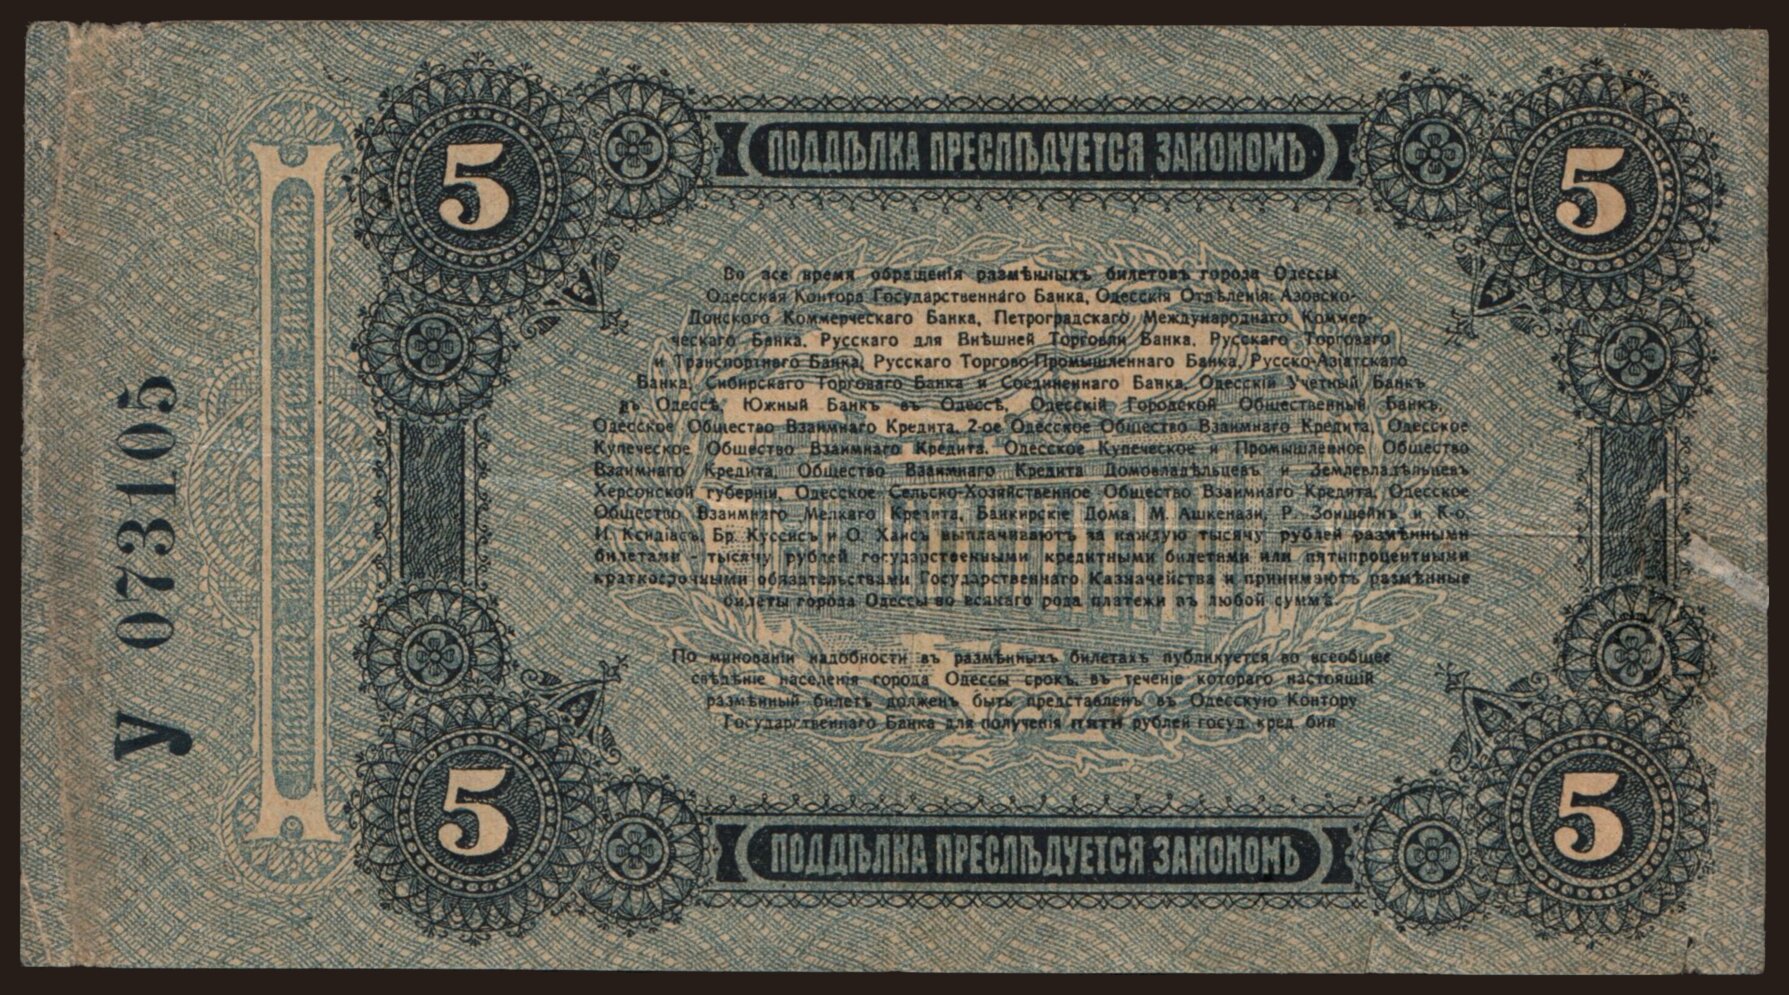 5
5
ПОДДѢЛКА ПРЕСЛѢДУЕТСЯ ЗАКОНОМЪ
Во все время обращенія размѣнныхъ билетовъ города Одессы
Одесская Контора Государственнаго Банка, Одесскія Отдѣленія: Азовско-
Донского Коммерческаго Банка, Петроградскаго Международнаго Коммер-
ческаго Банка, Русскаго для Внѣшней Торговли Банка, Русскаго Торговаго
и Транспортнаго Банка, Русскаго Торгово-Промышленнаго Банка, Русско-Азіатскаго
Банка, Сибирскаго Торговаго Банка и Соединеннаго Банка, Одесскій Учетный Банкъ
въ Одессѣ, Южный Банкъ въ Одессѣ, Одесскій Городской Общественный Банкъ,
Одесское Общество Взаимнаго Кредита, 2-ое Одесское Общество Взаимнаго Кредита, Одесское
Купеческое Общество Взаимнаго Кредита, Одесское Купеческое и Промышленное Общество
Взаимнаго Кредита, Общество Взаимнаго Кредита Домовладѣльцевъ и Землевладѣльцевъ
Херсонской губерніи, Одесское Сельско-Хозяйственное Общество Взаимнаго Кредита, Одесское
Общество Взаимнаго Мелкаго Кредита, Банкирскіе Дома, М. Ашкенази, Р. Зонштейнъ и К-о,
И. Ксидіасъ, Бр. Куссисъ и О. Хаисъ выплачиваютъ за каждую тысячу рублей размѣнными
билетами - тысячу рублей государственными кредитными билетами или пятипроцентными
краткосрочными обязательствами Государственнаго Казначейства и принимаютъ размѣнные
билеты города Одессы во всякаго рода платежи въ любой суммѣ.
По минованіи надобности въ размѣнныхъ билетахъ публикуется во всеобщее
свѣдѣніе населенія города Одессы срокъ, въ теченіе котораго настоящій
размѣнный билетъ долженъ быть представленъ въ Одесскую Контору
Государственнаго Банка для полученія пяти рублей госуд. кред. бил
У 073105
5
5
ПОДДѢЛКА ПРЕСЛѢДУЕТСЯ ЗАКОНОМЪ